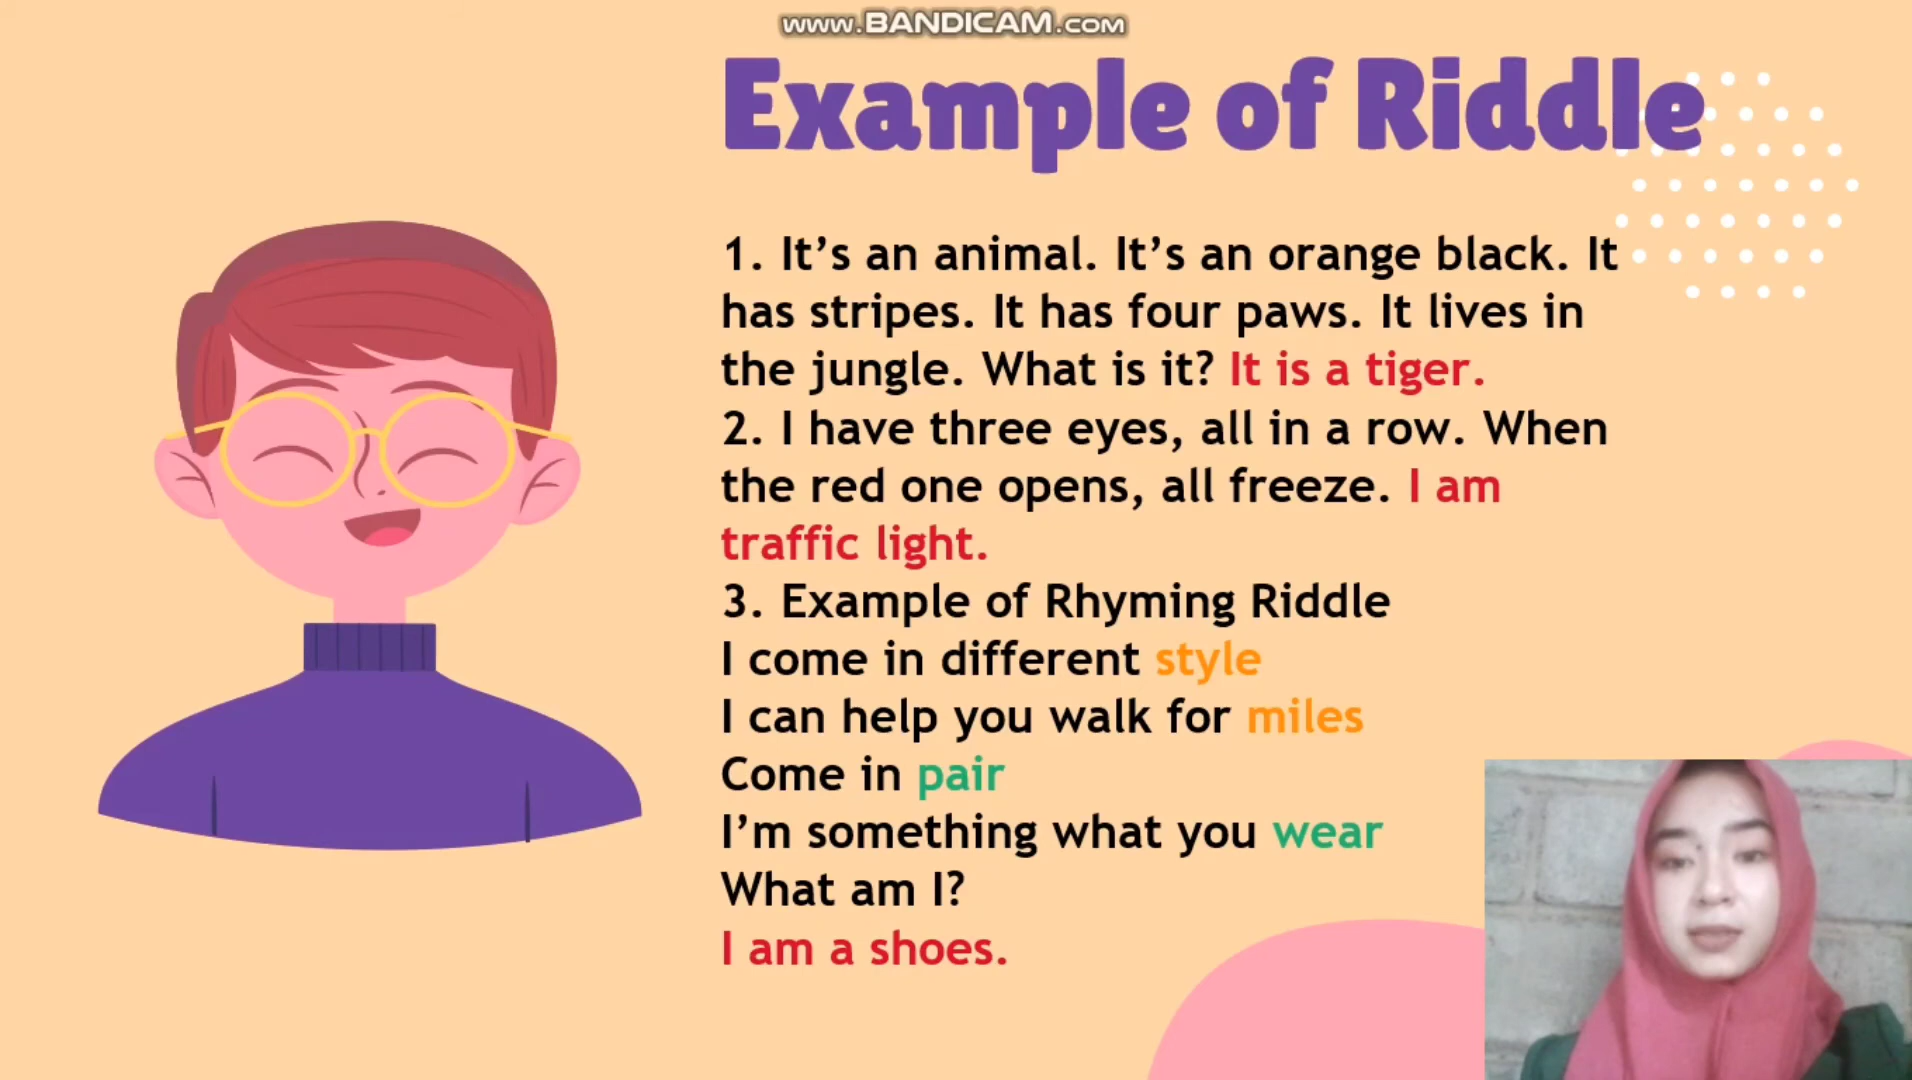 www.BANDICAM.com
Example of Riddle
1. It’s an animal. It’s an orange black. It
has stripes. It has four paws. It lives in
the jungle. What is it? It is a tiger.
2. I have three eyes, all in a row. When
the red one opens, all freeze. I am
traffic light.
3. Example of Rhyming Riddle
I come in different style
I can help you walk for miles
Come in pair
I’m something what you wear
What am I?
I am a shoes.